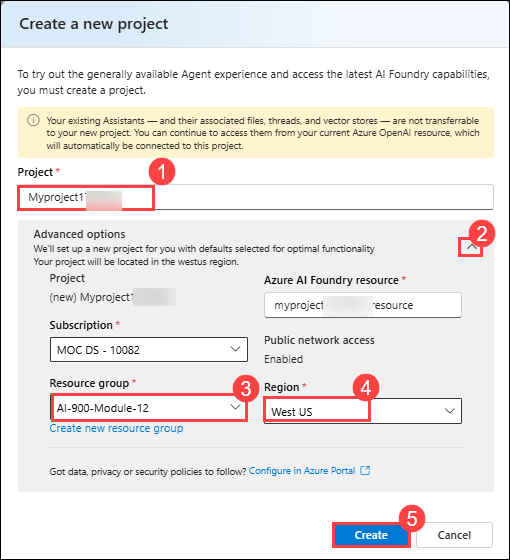 Create a new project
To try out the generally available Agent experience and access the latest AI Foundry capabilities,
you must create a project.
Your existing Assistants — and their associated files, threads, and vector stores — are not transferrable
to your new project. You can continue to access them from your current Azure OpenAI resource, which
will automatically be connected to this project.
1
Project *
Myproject1
2
Advanced options
We'll set up a new project for you with defaults selected for optimal functionality
Your project will be located in the westus region.
Project
(new) Myproject1
Azure AI Foundry resource *
myproject resource
Subscription *
MOC DS - 10082
Public network access
Enabled
Resource group *
3
AI-900-Module-12
Create new resource group
Region *
4
West US
Got data, privacy or security policies to follow? Configure in Azure Portal
5
Create
Cancel